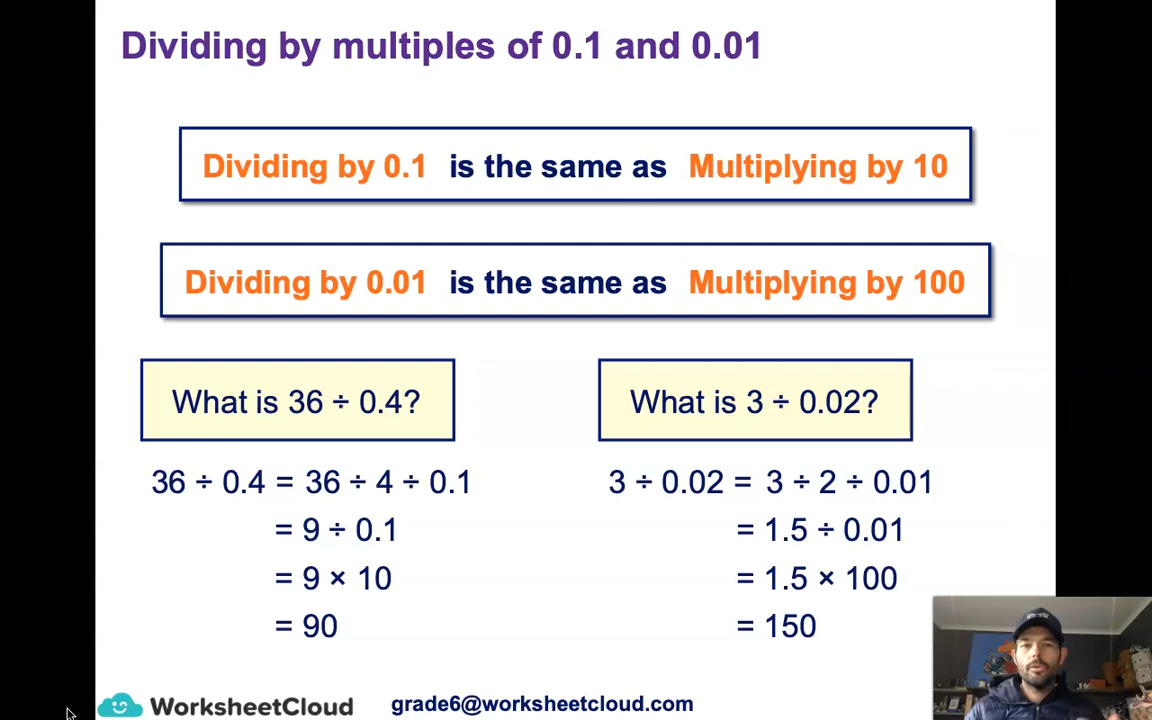 Dividing by multiples of 0.1 and 0.01
Dividing by 0.1 is the same as Multiplying by 10
Dividing by 0.01 is the same as Multiplying by 100
What is 36 ÷ 0.4?
36 ÷ 0.4 = 36 ÷ 4 ÷ 0.1
= 9 ÷ 0.1
= 9 × 10
= 90
What is 3 ÷ 0.02?
3 ÷ 0.02 = 3 ÷ 2 ÷ 0.01
= 1.5 ÷ 0.01
= 1.5 × 100
= 150
WorksheetCloud grade6@worksheetcloud.com